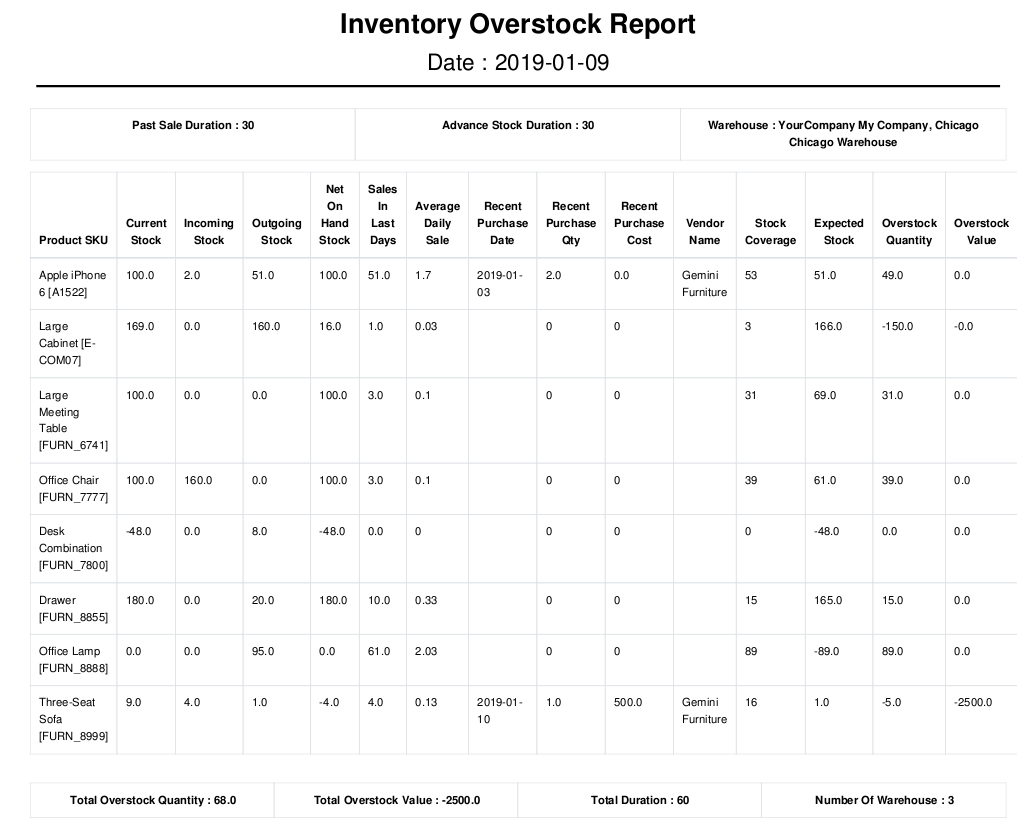 Inventory Overstock Report
Date : 2019-01-09
Past Sale Duration : 30
Advance Stock Duration : 30
Warehouse : YourCompany My Company, Chicago
Chicago Warehouse
Product SKU Current Stock Incoming Stock Outgoing Stock Net On Hand Stock Sales In Last Days Average Daily Sale Recent Purchase Date Recent Purchase Qty Recent Purchase Cost Vendor Name Stock Coverage Expected Stock Overstock Quantity Overstock Value
Apple iPhone 100.0 2.0 51.0 100.0 51.0 1.7 2019-01- 2.0 0.0 Gemini 53 51.0 49.0 0.0
6 [A1522] 03 Furniture
Large 169.0 0.0 160.0 16.0 1.0 0.03 0 0 3 166.0 -150.0 -0.0
Cabinet [E-
COM07]
Large 100.0 0.0 0.0 100.0 3.0 0.1 0 0 31 69.0 31.0 0.0
Meeting
Table
[FURN_6741]
Office Chair 100.0 160.0 0.0 100.0 3.0 0.1 0 0 39 61.0 39.0 0.0
[FURN_7777]
Desk -48.0 0.0 8.0 -48.0 0.0 0 0 0 0 -48.0 0.0 0.0
Combination
[FURN_7800]
Drawer 180.0 0.0 20.0 180.0 10.0 0.33 0 0 15 165.0 15.0 0.0
[FURN_8855]
Office Lamp 0.0 0.0 95.0 0.0 61.0 2.03 0 0 89 -89.0 89.0 0.0
[FURN_8888]
Three-Seat 9.0 4.0 1.0 -4.0 4.0 0.13 2019-01- 1.0 500.0 Gemini 16 1.0 -5.0 -2500.0
Sofa 10 Furniture
[FURN_8999]
Total Overstock Quantity : 68.0
Total Overstock Value : -2500.0
Total Duration : 60
Number Of Warehouse : 3